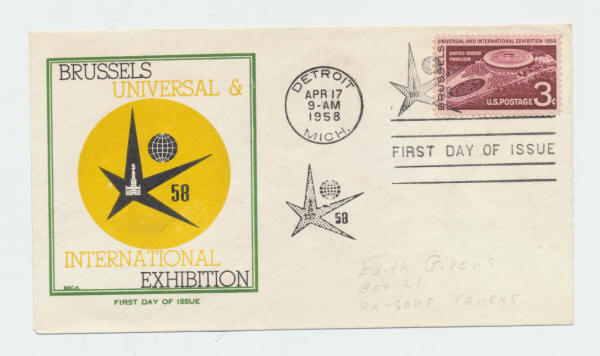 BRUSSELS
UNIVERSAL &
58
INTERNATIONAL
EXHIBITION
BECK
FIRST DAY OF ISSUE
DETROIT
APR 17
9-AM
1958
MICH.
58
UNIVERSAL AND INTERNATIONAL EXHIBITION 1958
UNITED STATES
PAVILION
BRUSSELS
U.S. POSTAGE 3¢
FIRST DAY OF ISSUE
Edith Givens
BOX 25
PARSONS, KANSAS